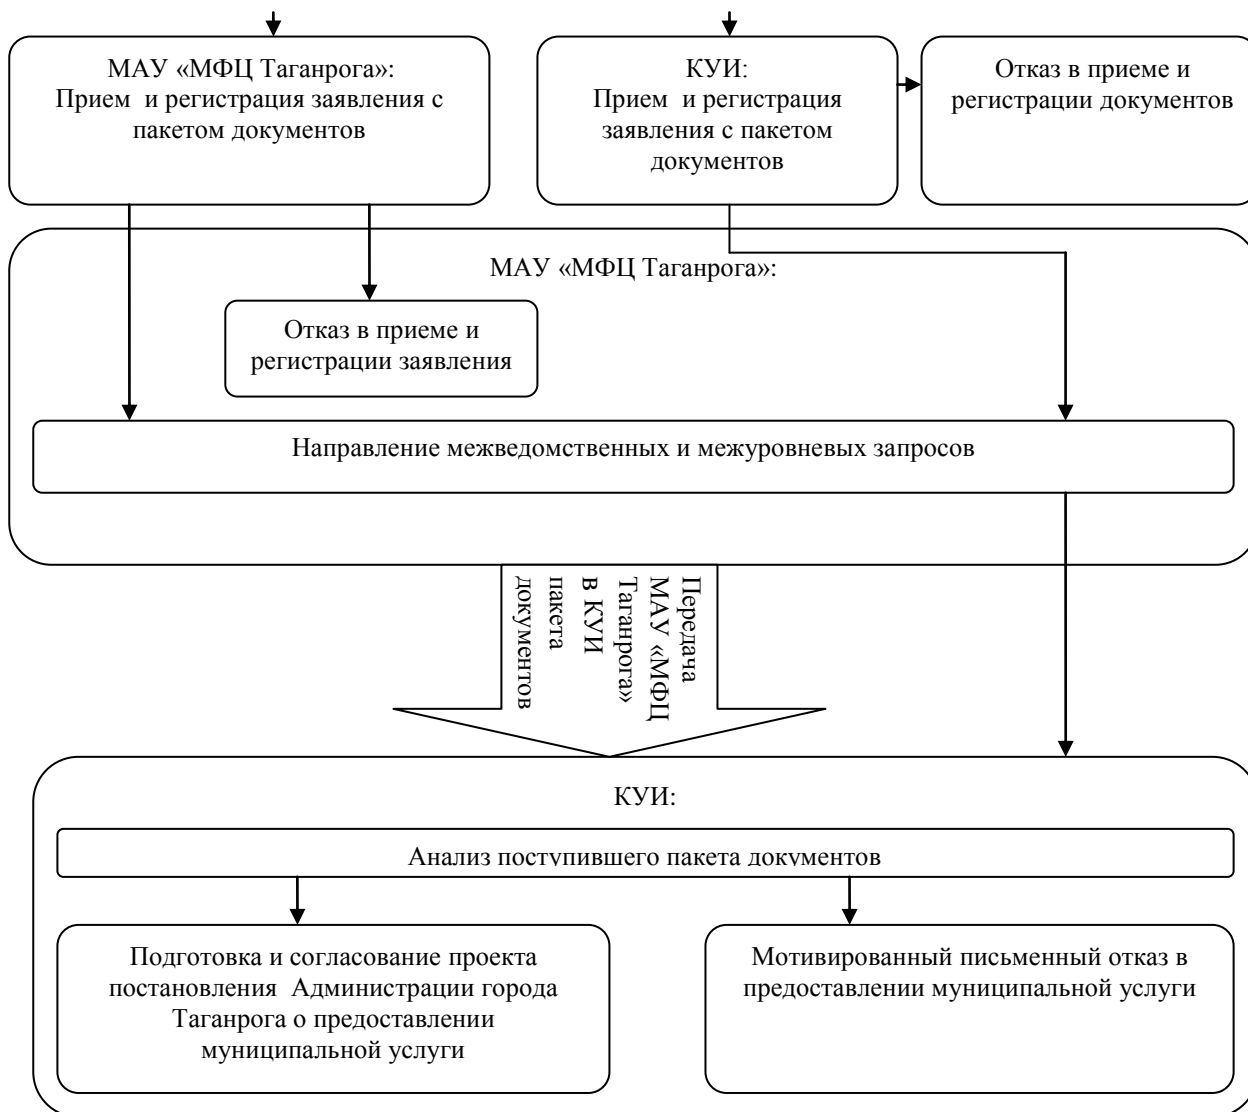 МАУ «МФЦ Таганрога»:
Прием и регистрация заявления с
пакетом документов
КУИ:
Прием и регистрация
заявления с пакетом
документов
Отказ в приеме и
регистрации документов
МАУ «МФЦ Таганрога»:
Отказ в приеме и
регистрации заявления
Направление межведомственных и межуровневых запросов
Передача
МАУ «МФЦ
Таганрога»
в КУИ
пакета
документов
КУИ:
Анализ поступившего пакета документов
Подготовка и согласование проекта
постановления Администрации города
Таганрога о предоставлении
муниципальной услуги
Мотивированный письменный отказ в
предоставлении муниципальной услуги